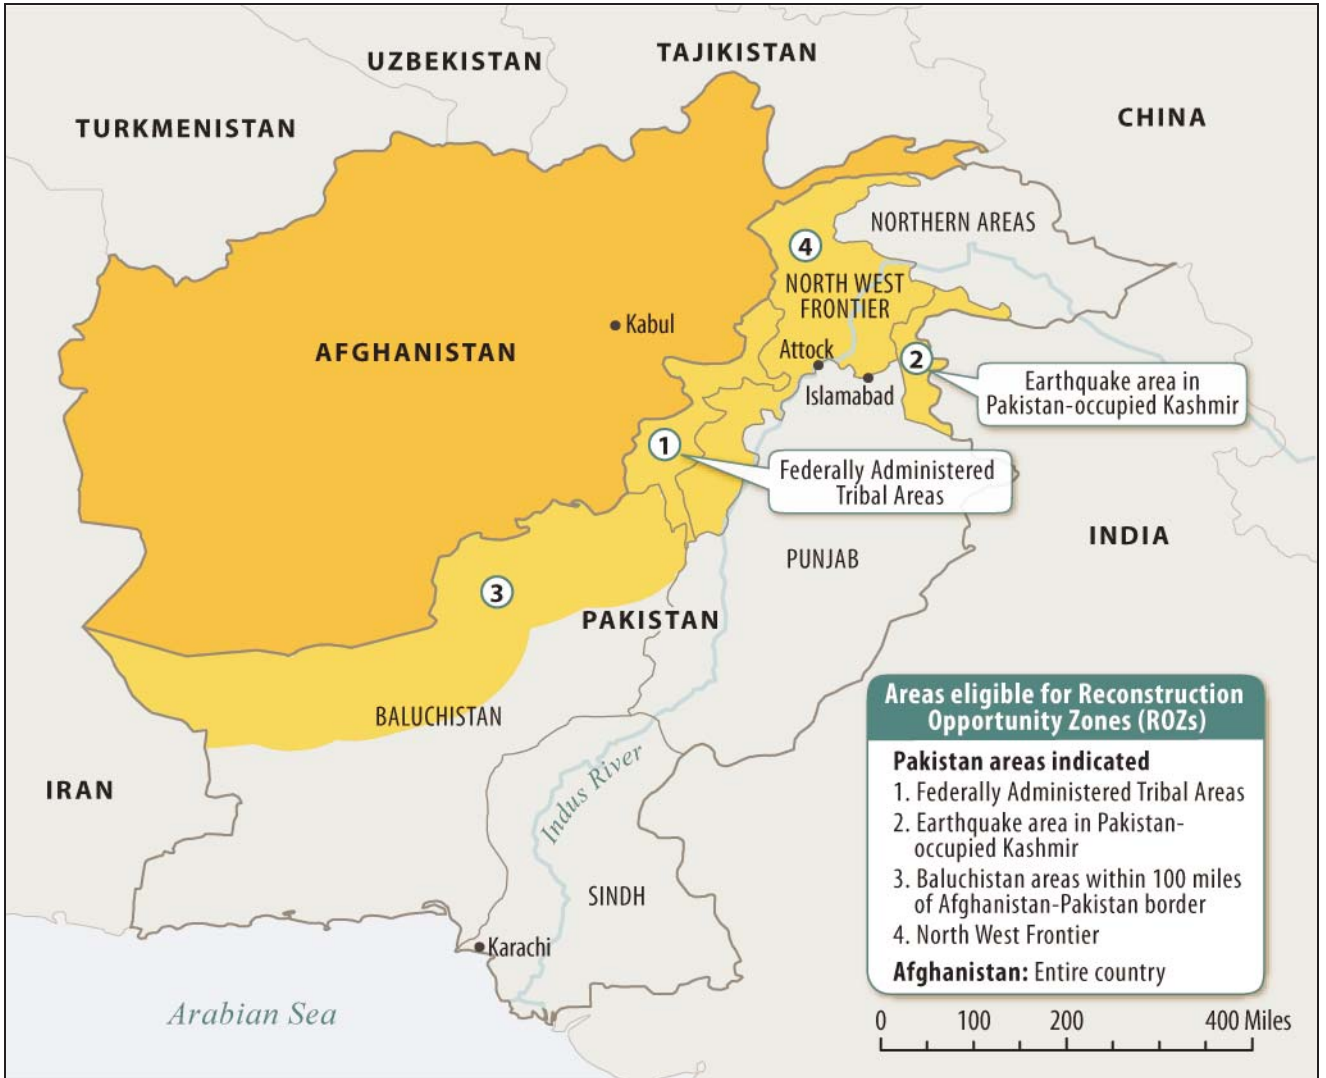 UZBEKISTAN
TAJIKISTAN
TURKMENISTAN
CHINA
NORTHERN AREAS
4
NORTH WEST
FRONTIER
Kabul
AFGHANISTAN
Attock
2
Islamabad
Earthquake area in
Pakistan-occupied Kashmir
1
Federally Administered
Tribal Areas
INDIA
PUNJAB
3
PAKISTAN
BALUCHISTAN
IRAN
Indus River
SINDH
Karachi
Arabian Sea
Areas eligible for Reconstruction
Opportunity Zones (ROZs)
Pakistan areas indicated
1. Federally Administered Tribal Areas
2. Earthquake area in Pakistan-
occupied Kashmir
3. Baluchistan areas within 100 miles
of Afghanistan-Pakistan border
4. North West Frontier
Afghanistan: Entire country
0 100 200 400 Miles